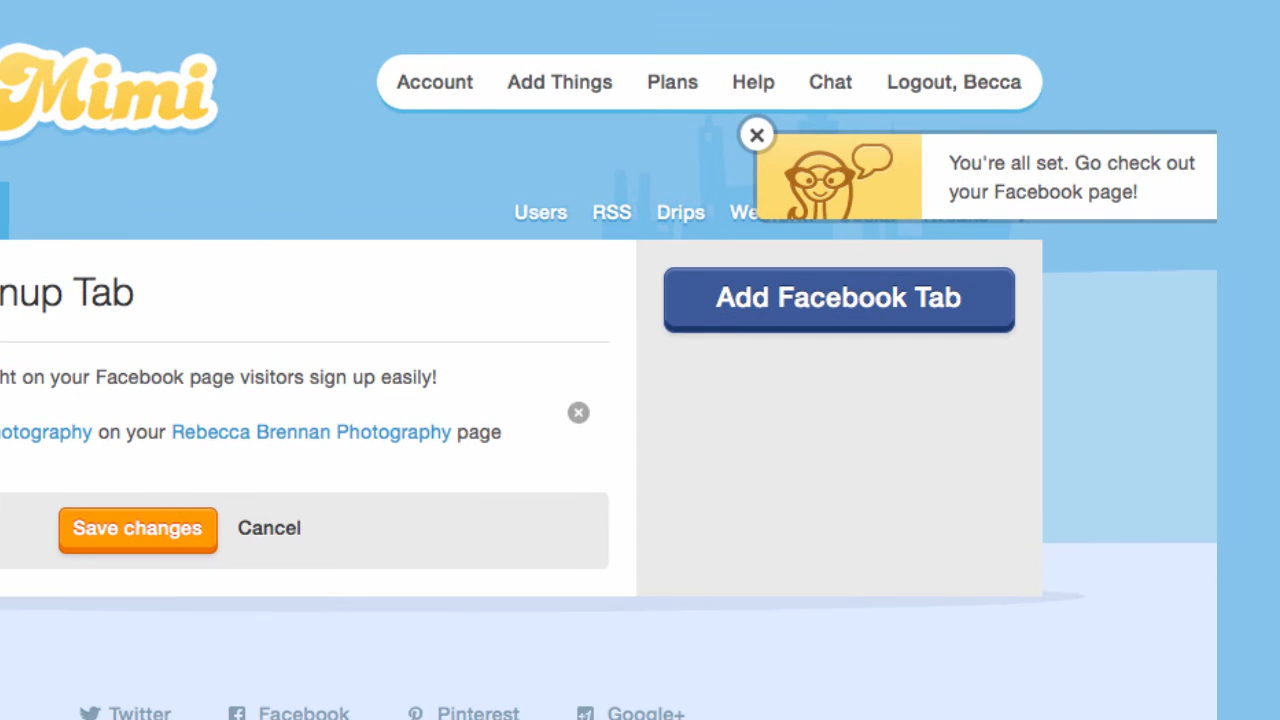 Mimi
Account Add Things Plans Help Chat Logout, Becca
You're all set. Go check out
your Facebook page!
Users RSS Drips
nup Tab
Add Facebook Tab
ht on your Facebook page visitors sign up easily!
otography on your Rebecca Brennan Photography page
Save changes Cancel
Twitter Facebook Pinterest Google+